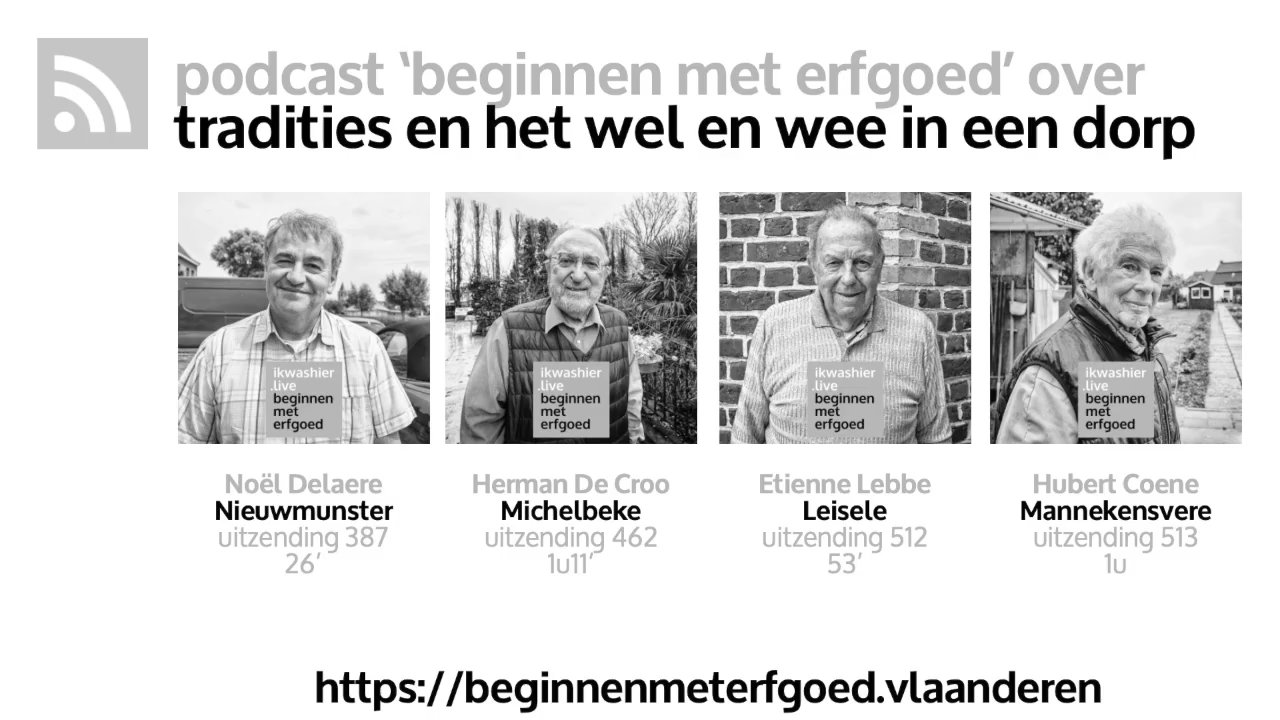 podcast ‘beginnen met erfgoed’ over
tradities en het wel en wee in een dorp
ikwashier
.live
beginnen
met
erfgoed
ikwashier
.live
beginnen
met
erfgoed
ikwashier
.live
beginnen
met
erfgoed
ikwashier
.live
beginnen
met
erfgoed
Noël Delaere
Nieuwmunster
uitzending 387
26’
Herman De Croo
Michelbeke
uitzending 462
1u11’
Etienne Lebbe
Leisele
uitzending 512
53’
Hubert Coene
Mannekensvere
uitzending 513
1u
https://beginnenmeterfgoed.vlaanderen